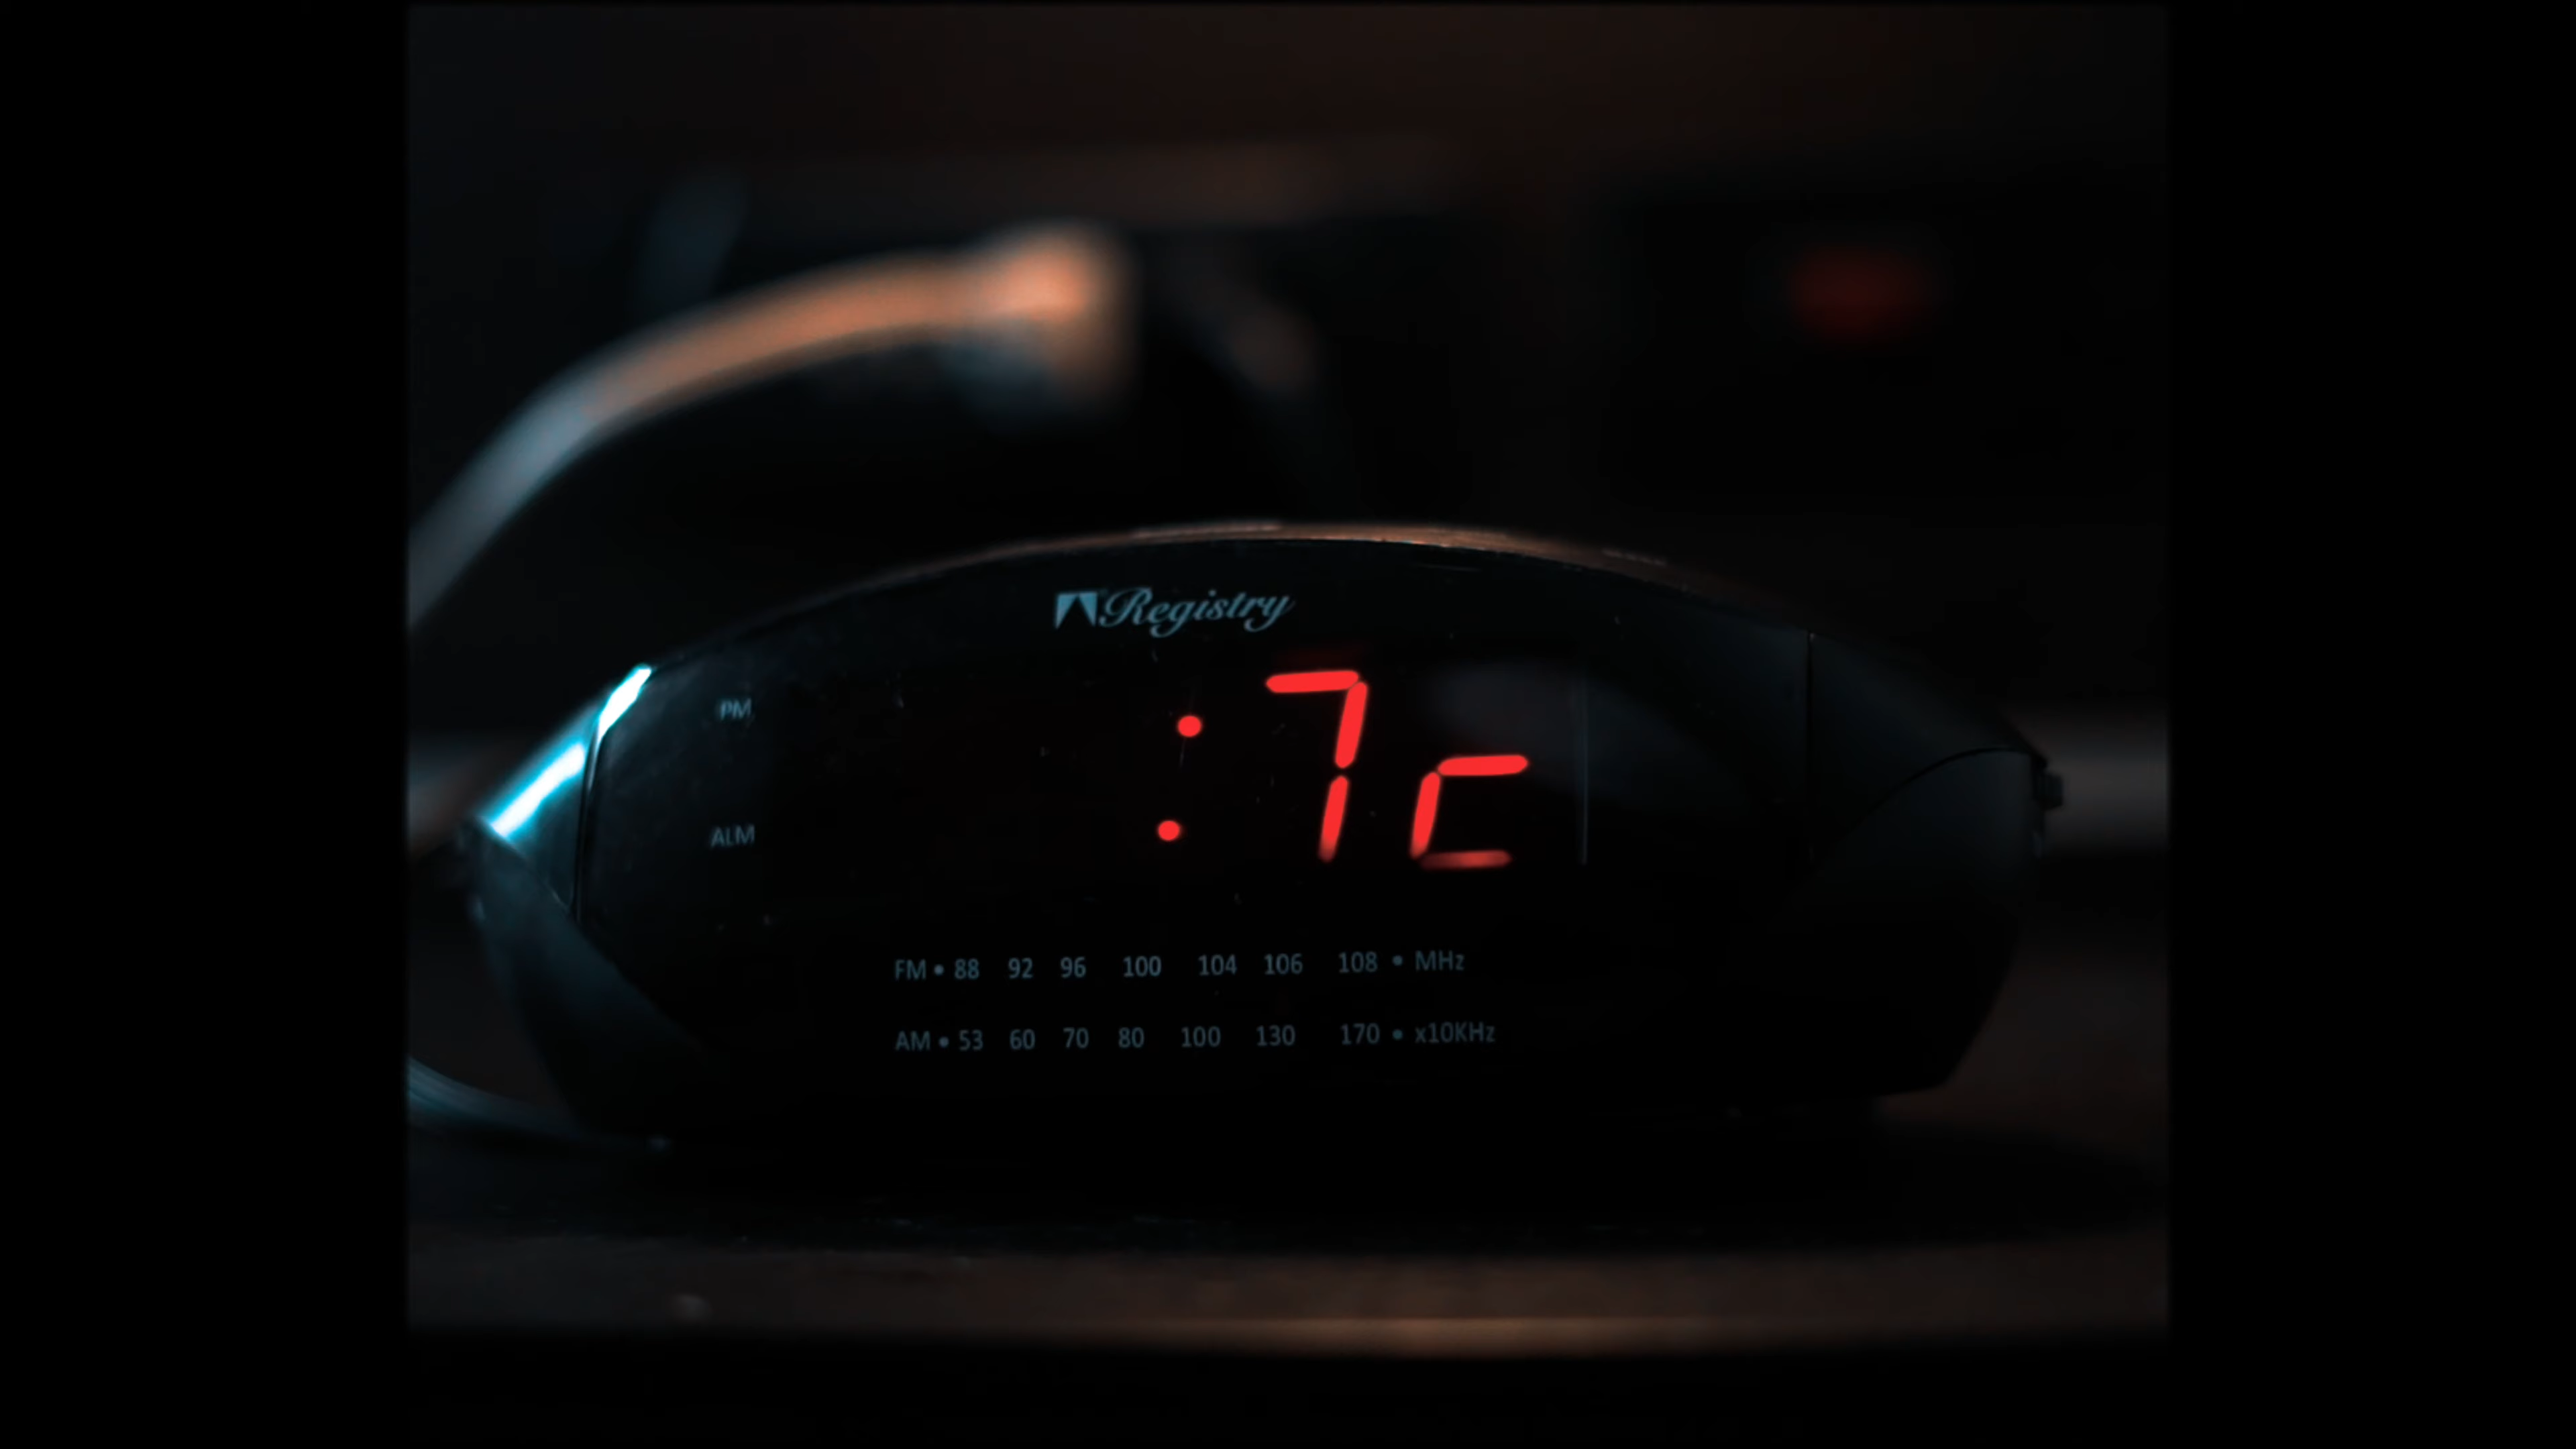 Registry
PM
:7c
ALM
FM • 88 92 96 100 104 106 108 • MHz
AM • 53 60 70 80 100 130 170 • x10KHz